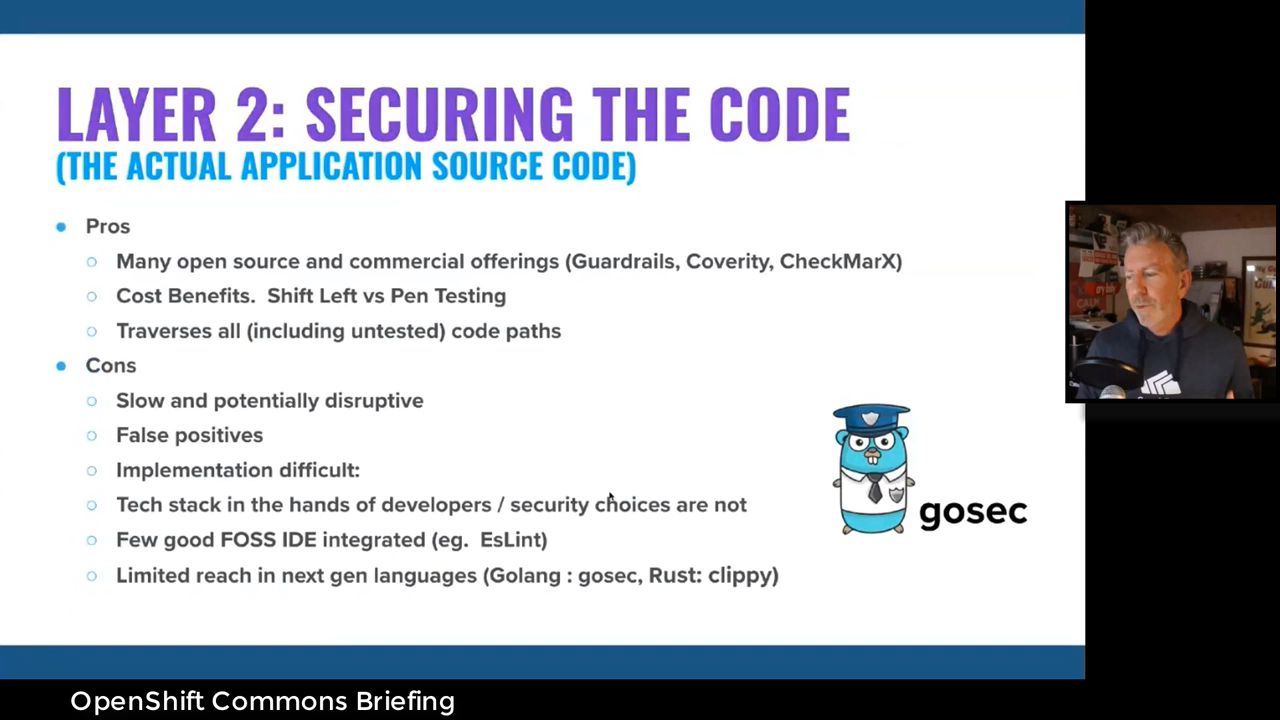 LAYER 2: SECURING THE CODE
(THE ACTUAL APPLICATION SOURCE CODE)
Pros
Many open source and commercial offerings (Guardrails, Coverity, CheckMarX)
Cost Benefits.  Shift Left vs Pen Testing
Traverses all (including untested) code paths
Cons
Slow and potentially disruptive
False positives
Implementation difficult:
Tech stack in the hands of developers / security choices are not
Few good FOSS IDE integrated (eg.  EsLint)
Limited reach in next gen languages (Golang : gosec, Rust: clippy)
gosec
OpenShift Commons Briefing